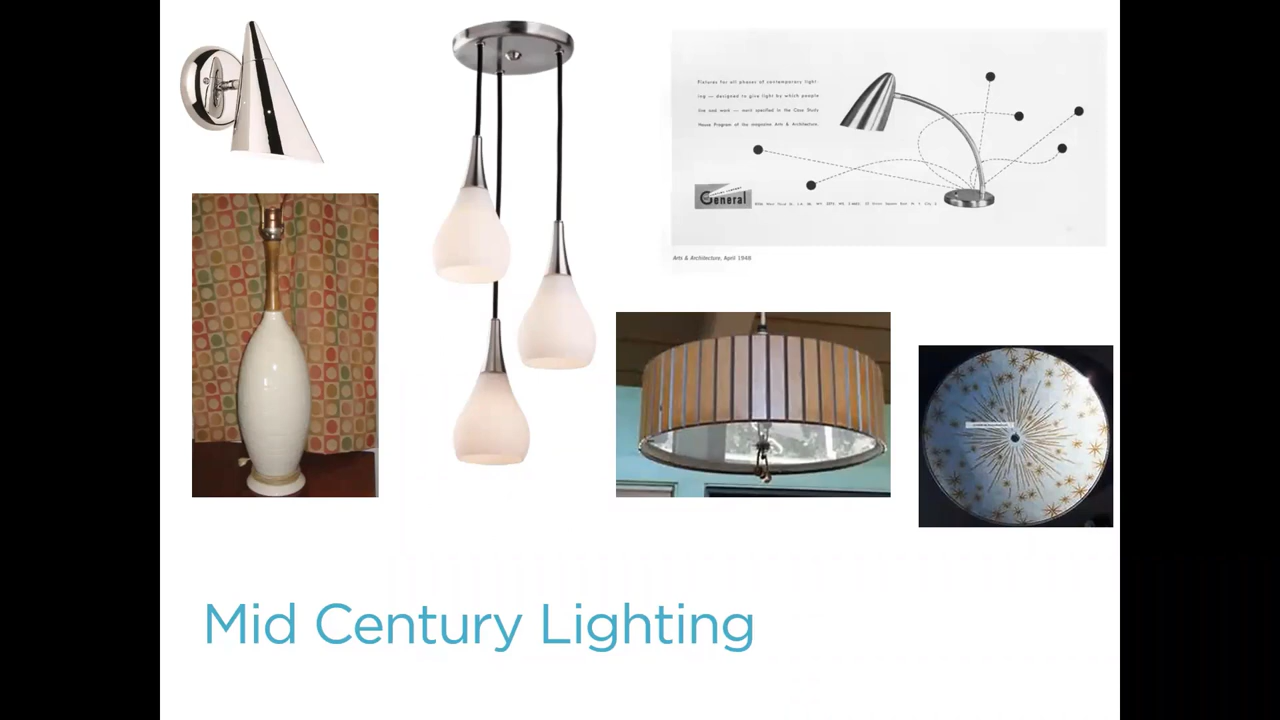 Fixtures for all phases of contemporary light-
ing — designed to give light by which people
live and work — most specified in the Case Study
House Program of the magazine Arts & Architecture.
General
Arts & Architecture, April 1948
Mid Century Lighting